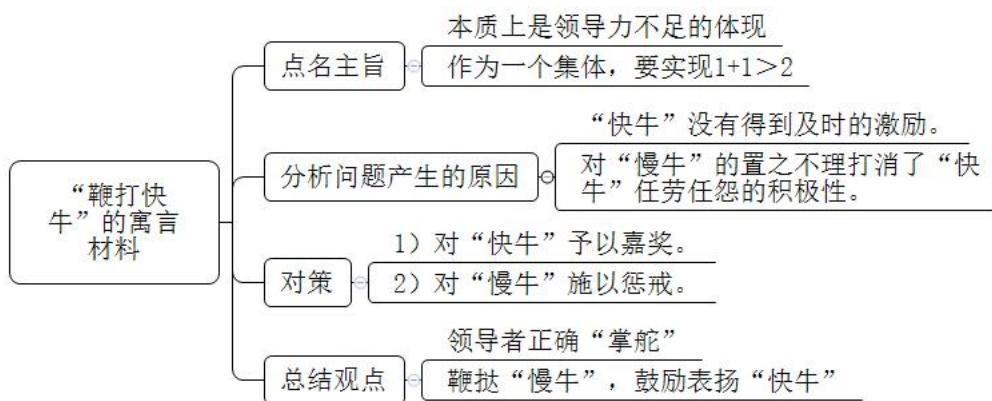 “鞭打快
牛”的寓言
材料
点名主旨
本质上是领导力不足的体现
作为一个集体，要实现1+1＞2
分析问题产生的原因
“快牛”没有得到及时的激励。
对“慢牛”的置之不理打消了“快
牛”任劳任怨的积极性。
对策
1）对“快牛”予以嘉奖。
2）对“慢牛”施以惩戒。
总结观点
领导者正确“掌舵”
鞭挞“慢牛”，鼓励表扬“快牛”